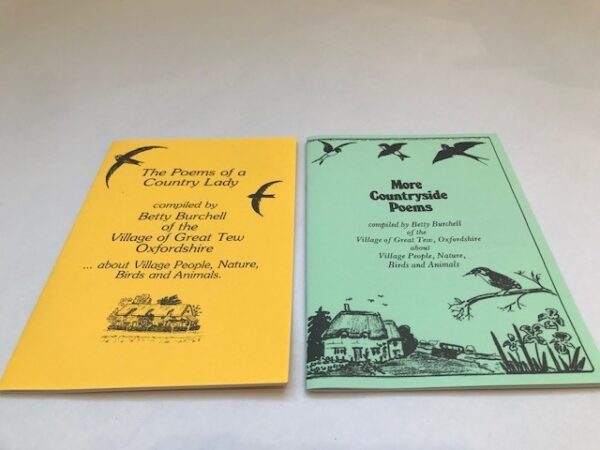 The Poems of a
Country Lady
compiled by
Betty Burchell
of the
Village of Great Tew
Oxfordshire
... about Village People, Nature,
Birds and Animals.
More
Countryside
Poems
compiled by Betty Burchell
of the
Village of Great Tew, Oxfordshire
about
Village People, Nature,
Birds and Animals